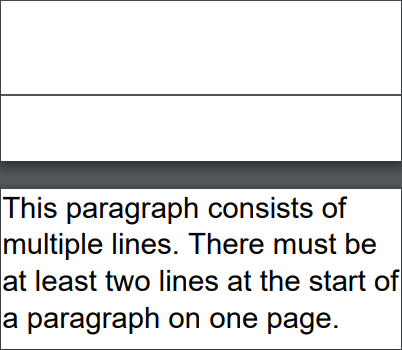 This paragraph consists of
multiple lines. There must be
at least two lines at the start of
a paragraph on one page.